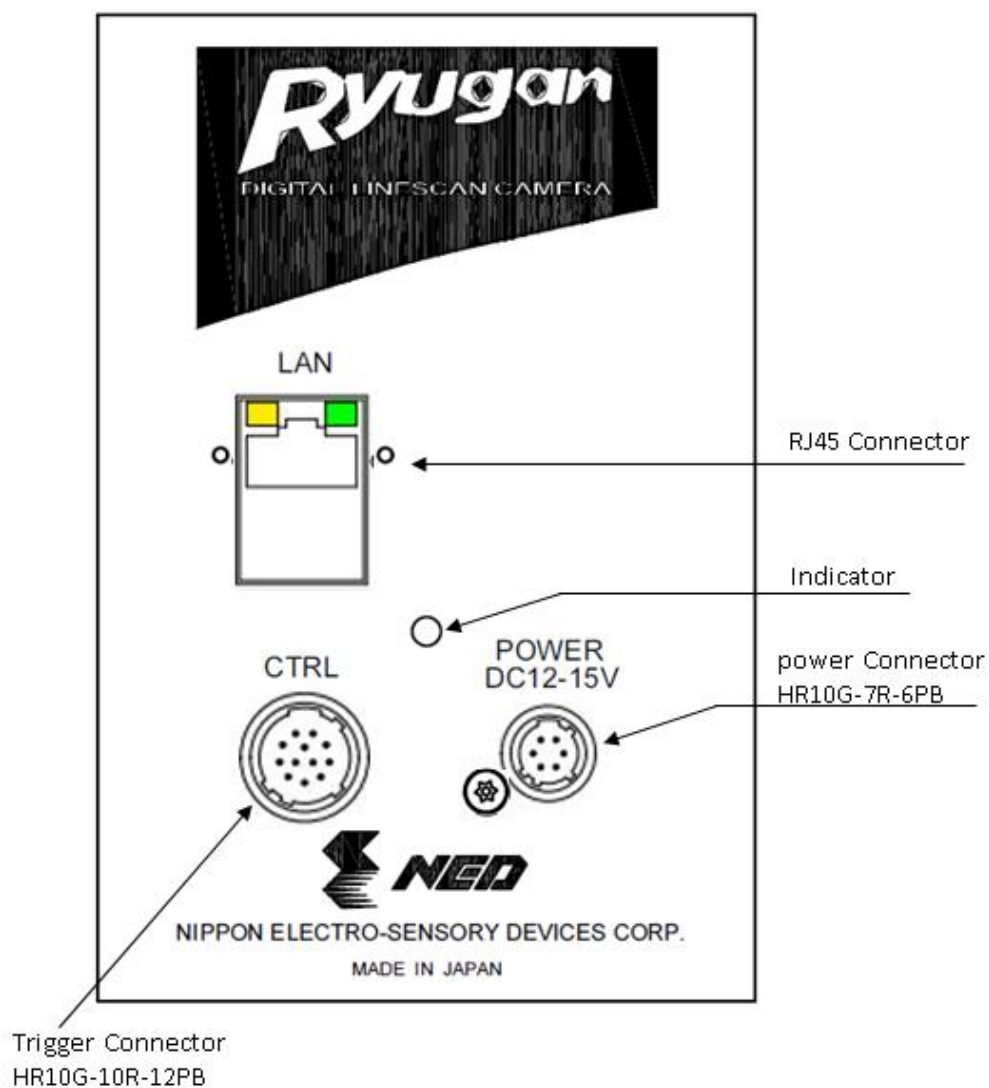 Ryugan
DIGITAL LINESCAN CAMERA
LAN
RJ45 Connector
Indicator
CTRL
POWER
DC12-15V
power Connector
HR10G-7R-6PB
NED
NIPPON ELECTRO-SENSORY DEVICES CORP.
MADE IN JAPAN
Trigger Connector
HR10G-10R-12PB